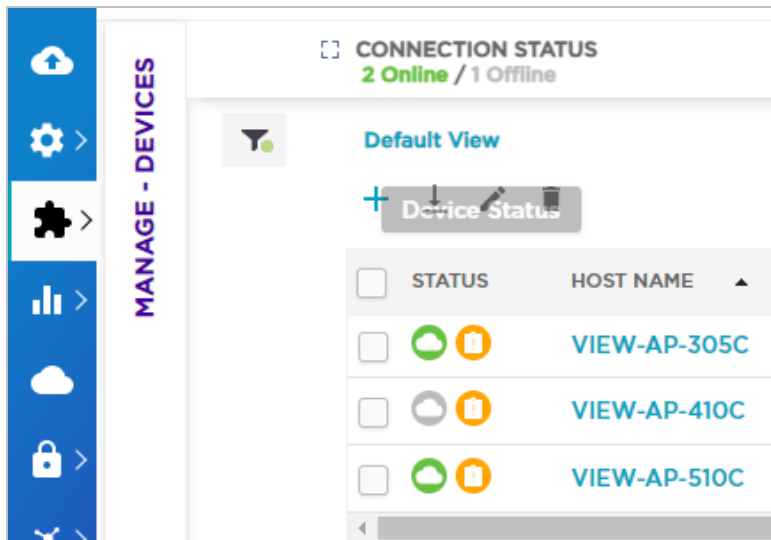 MANAGE - DEVICES
CONNECTION STATUS
2 Online / 1 Offline
Default View
Device Status
STATUS HOST NAME
VIEW-AP-305C
VIEW-AP-410C
VIEW-AP-510C